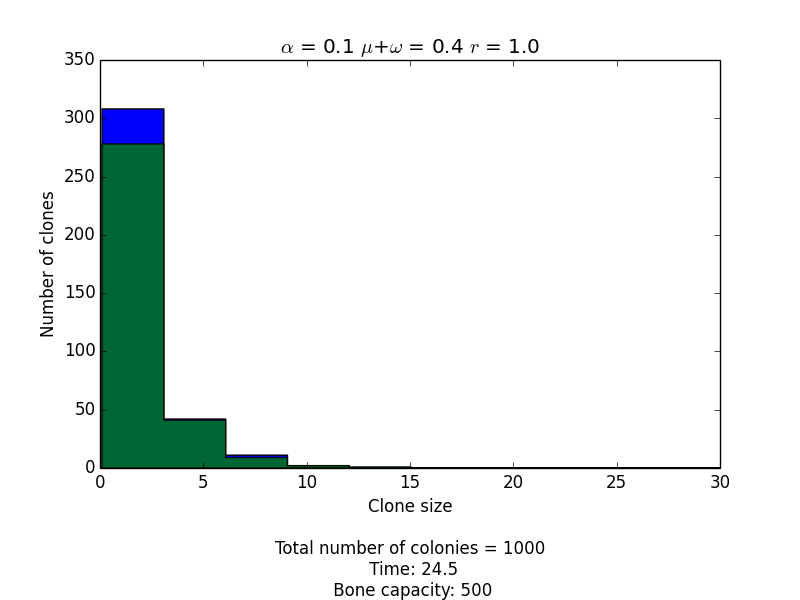 α = 0.1 μ+ω = 0.4 r = 1.0
350
300
250
200
150
100
50
0
Number of clones
0 5 10 15 20 25 30
Clone size
Total number of colonies = 1000
Time: 24.5
Bone capacity: 500